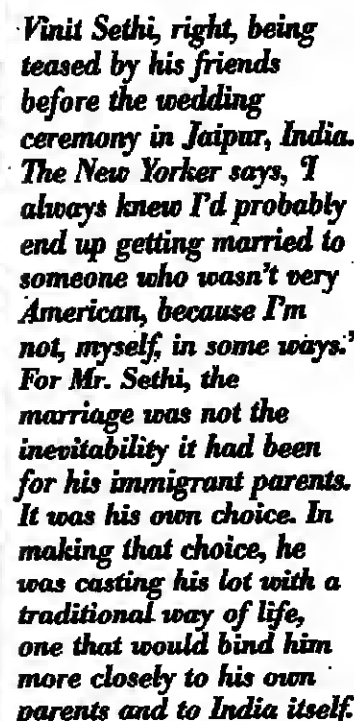 Vinit Sethi, right, being
teased by his friends
before the wedding
ceremony in Jaipur, India.
The New Yorker says, 'I
always knew I'd probably
end up getting married to
someone who wasn't very
American, because I'm
not, myself, in some ways.'
For Mr. Sethi, the
marriage was not the
inevitability it had been
for his immigrant parents.
It was his own choice. In
making that choice, he
was casting his lot with a
traditional way of life,
one that would bind him
more closely to his own
parents and to India itself.